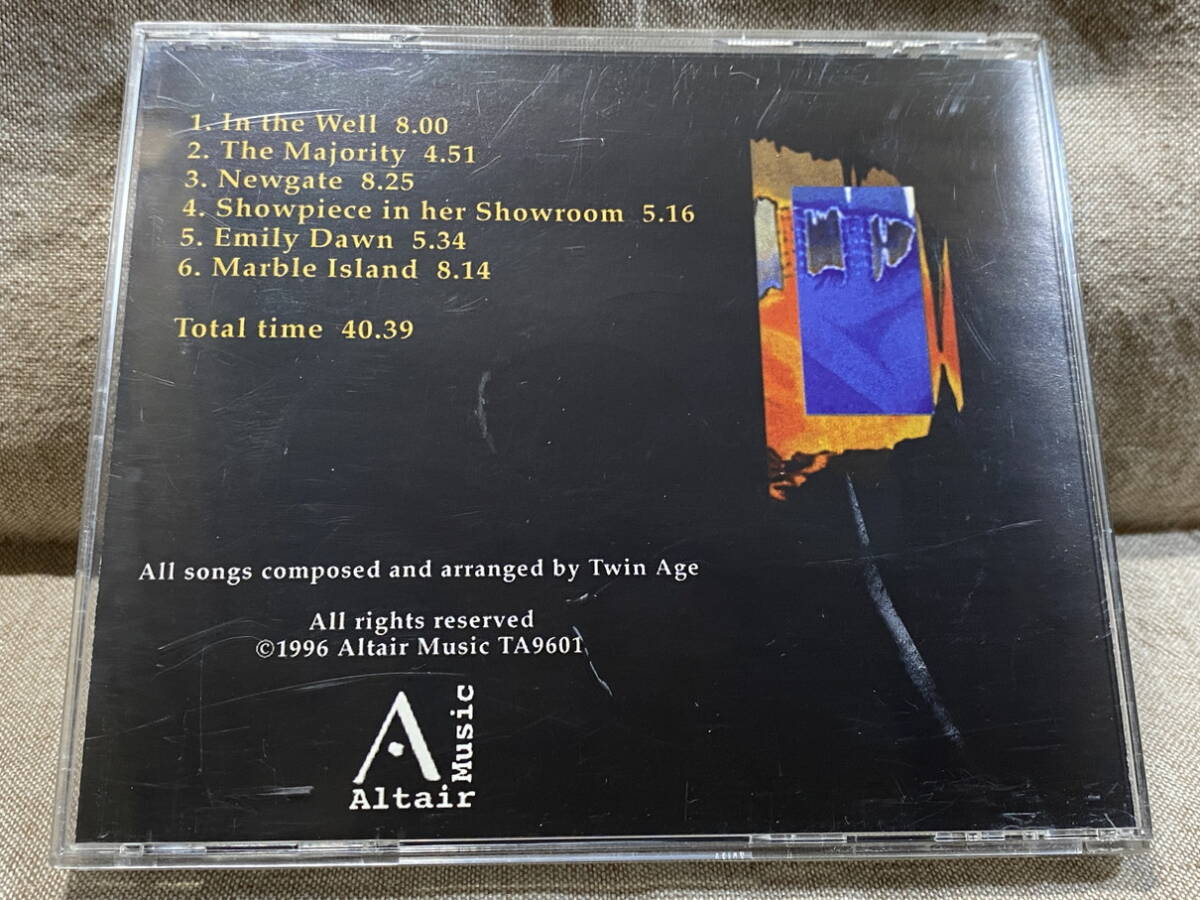 1. In the Well 8.00
2. The Majority 4.51
3. Newgate 8.25
4. Showpiece in her Showroom 5.16
5. Emily Dawn 5.34
6. Marble Island 8.14
Total time 40.39
All songs composed and arranged by Twin Age
All rights reserved
©1996 Altair Music TA9601
Altair
Music